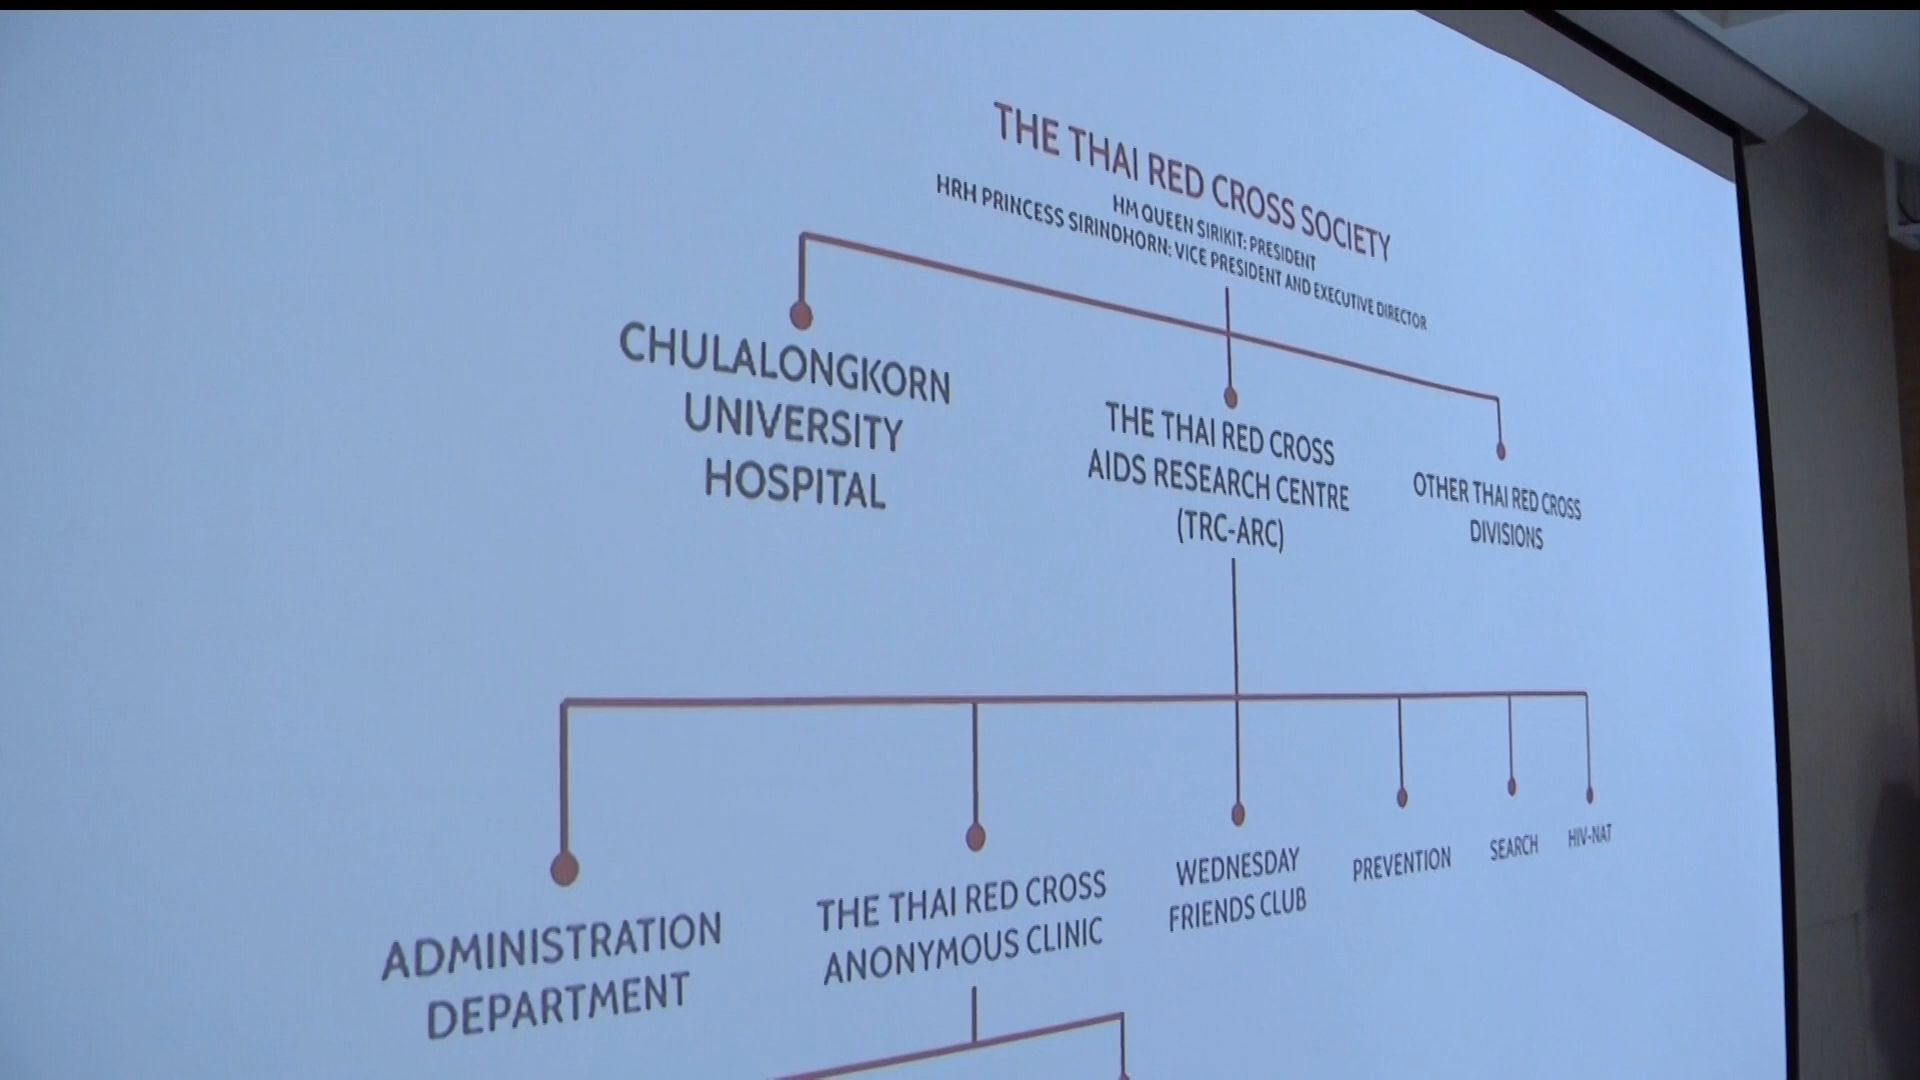 THE THAI RED CROSS SOCIETY
HM QUEEN SIRIKIT: PRESIDENT
HRH PRINCESS SIRINDHORN: VICE PRESIDENT AND EXECUTIVE DIRECTOR
CHULALONGKORN
UNIVERSITY
HOSPITAL
THE THAI RED CROSS
AIDS RESEARCH CENTRE
(TRC-ARC)
OTHER THAI RED CROSS
DIVISIONS
ADMINISTRATION
DEPARTMENT
THE THAI RED CROSS
ANONYMOUS CLINIC
WEDNESDAY
FRIENDS CLUB
PREVENTION
SEARCH
HIV-NAT